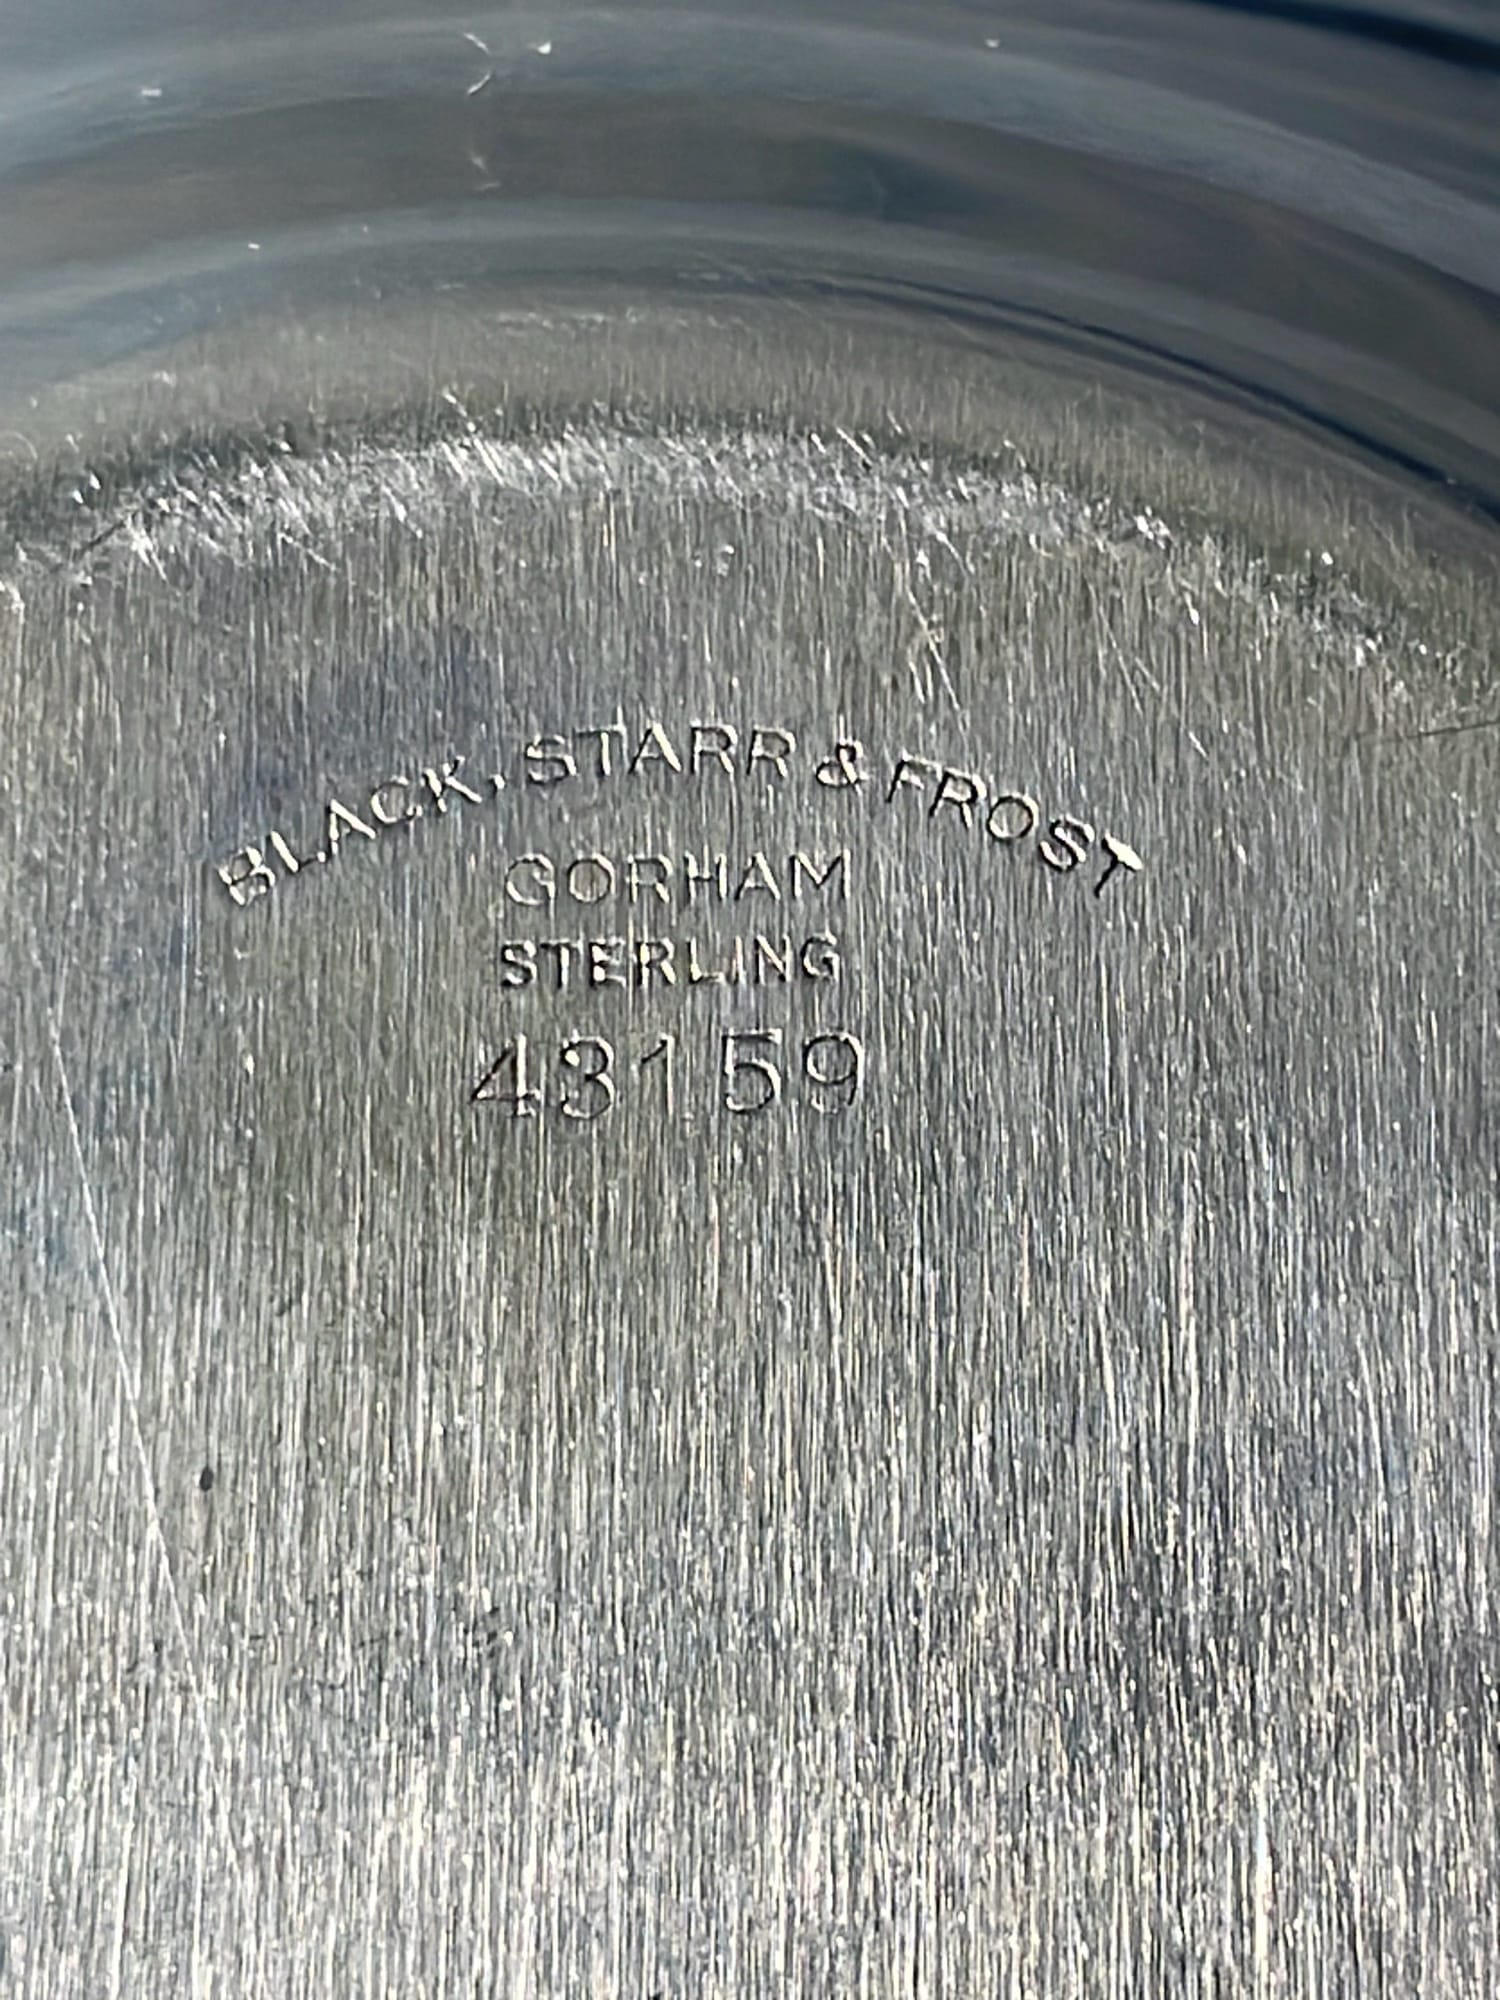 BLACK, STARR & FROST
GORHAM
STERLING
43159